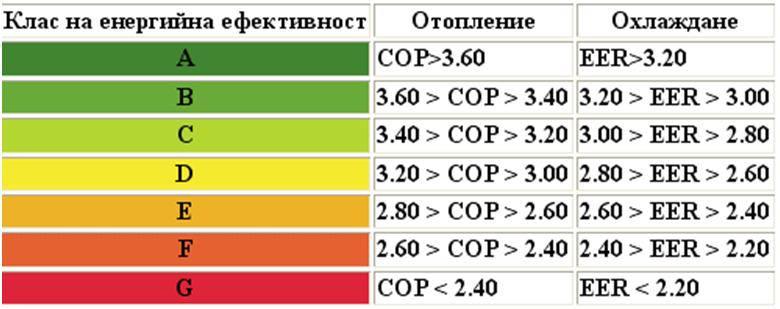 Клас на енергийна ефективност Отопление Охлаждане
A COP>3.60 EER>3.20
B 3.60 > COP > 3.40 3.20 > EER > 3.00
C 3.40 > COP > 3.20 3.00 > EER > 2.80
D 3.20 > COP > 3.00 2.80 > EER > 2.60
E 2.80 > COP > 2.60 2.60 > EER > 2.40
F 2.60 > COP > 2.40 2.40 > EER > 2.20
G COP < 2.40 EER < 2.20